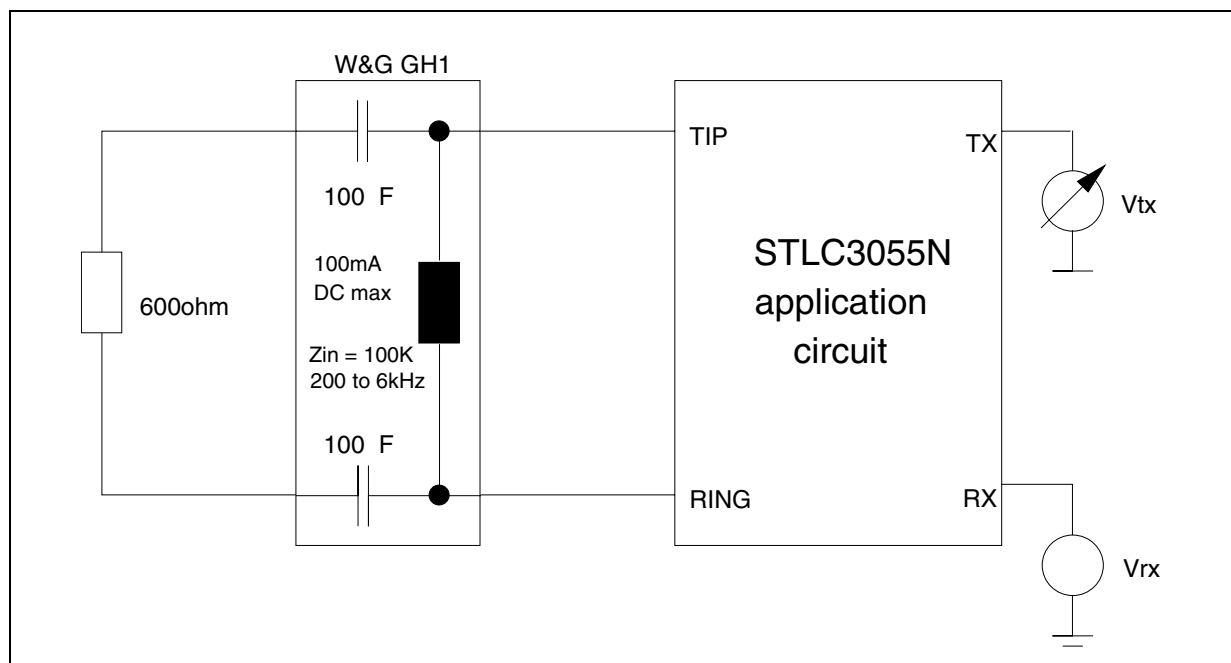 W&G GH1
TIP
TX
100 F
Vtx
100mA
DC max
STLC3055N
application
circuit
600ohm
Zin = 100K
200 to 6kHz
100 F
RING
RX
Vrx